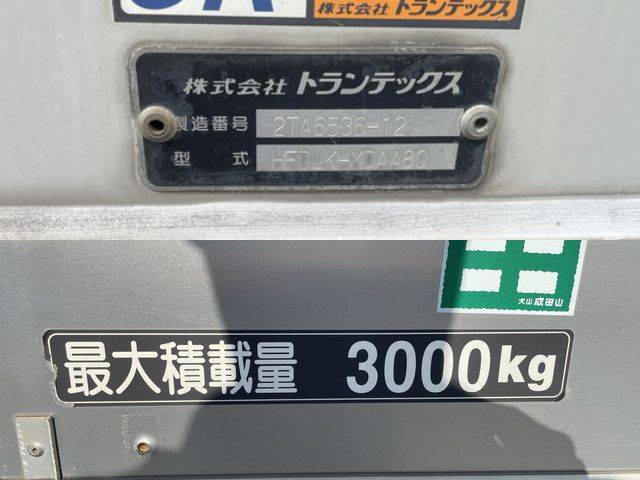 株式会社 トランテックス
株式会社 トランテックス
製造番号 2TA6536-12
型式
最大積載量 3000kg
犬山成田山